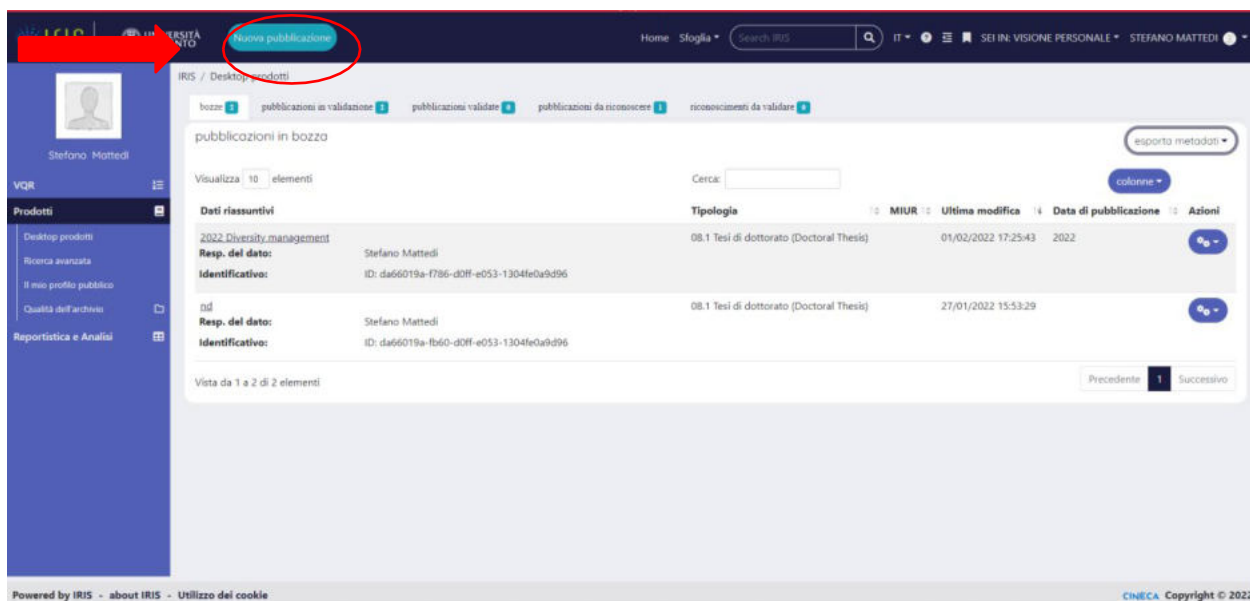 Nuova pubblicazione
Home Sfoglia Search IRIS IT SEI IN: VISIONE PERSONALE STEFANO MATTEDI
IRIS / Desktop prodotti
bozze 2 pubblicazioni in validazione 1 pubblicazioni validate pubblicazioni da riconoscere 1 riconoscimenti da validare
Stefano Mattedi
VQR
Prodotti
Desktop prodotti
Ricerca avanzata
Il mio profilo pubblico
Qualità dell'archivio
Reportistica e Analisi
pubblicazioni in bozza
esporta metadati
Visualizza 10 elementi Cerca: colonne
Dati riassuntivi Tipologia MIUR Ultima modifica Data di pubblicazione Azioni
2022 Diversity management 08.1 Tesi di dottorato (Doctoral Thesis) 01/02/2022 17:25:43 2022
Resp. del dato: Stefano Mattedi
Identificativo: ID: da66019a-f786-d0ff-e053-1304fe0a9d96
nd 08.1 Tesi di dottorato (Doctoral Thesis) 27/01/2022 15:53:29
Resp. del dato: Stefano Mattedi
Identificativo: ID: da66019a-fb60-d0ff-e053-1304fe0a9d96
Vista da 1 a 2 di 2 elementi Precedente 1 Successivo
Powered by IRIS - about IRIS - Utilizzo dei cookie CINECA Copyright © 2022